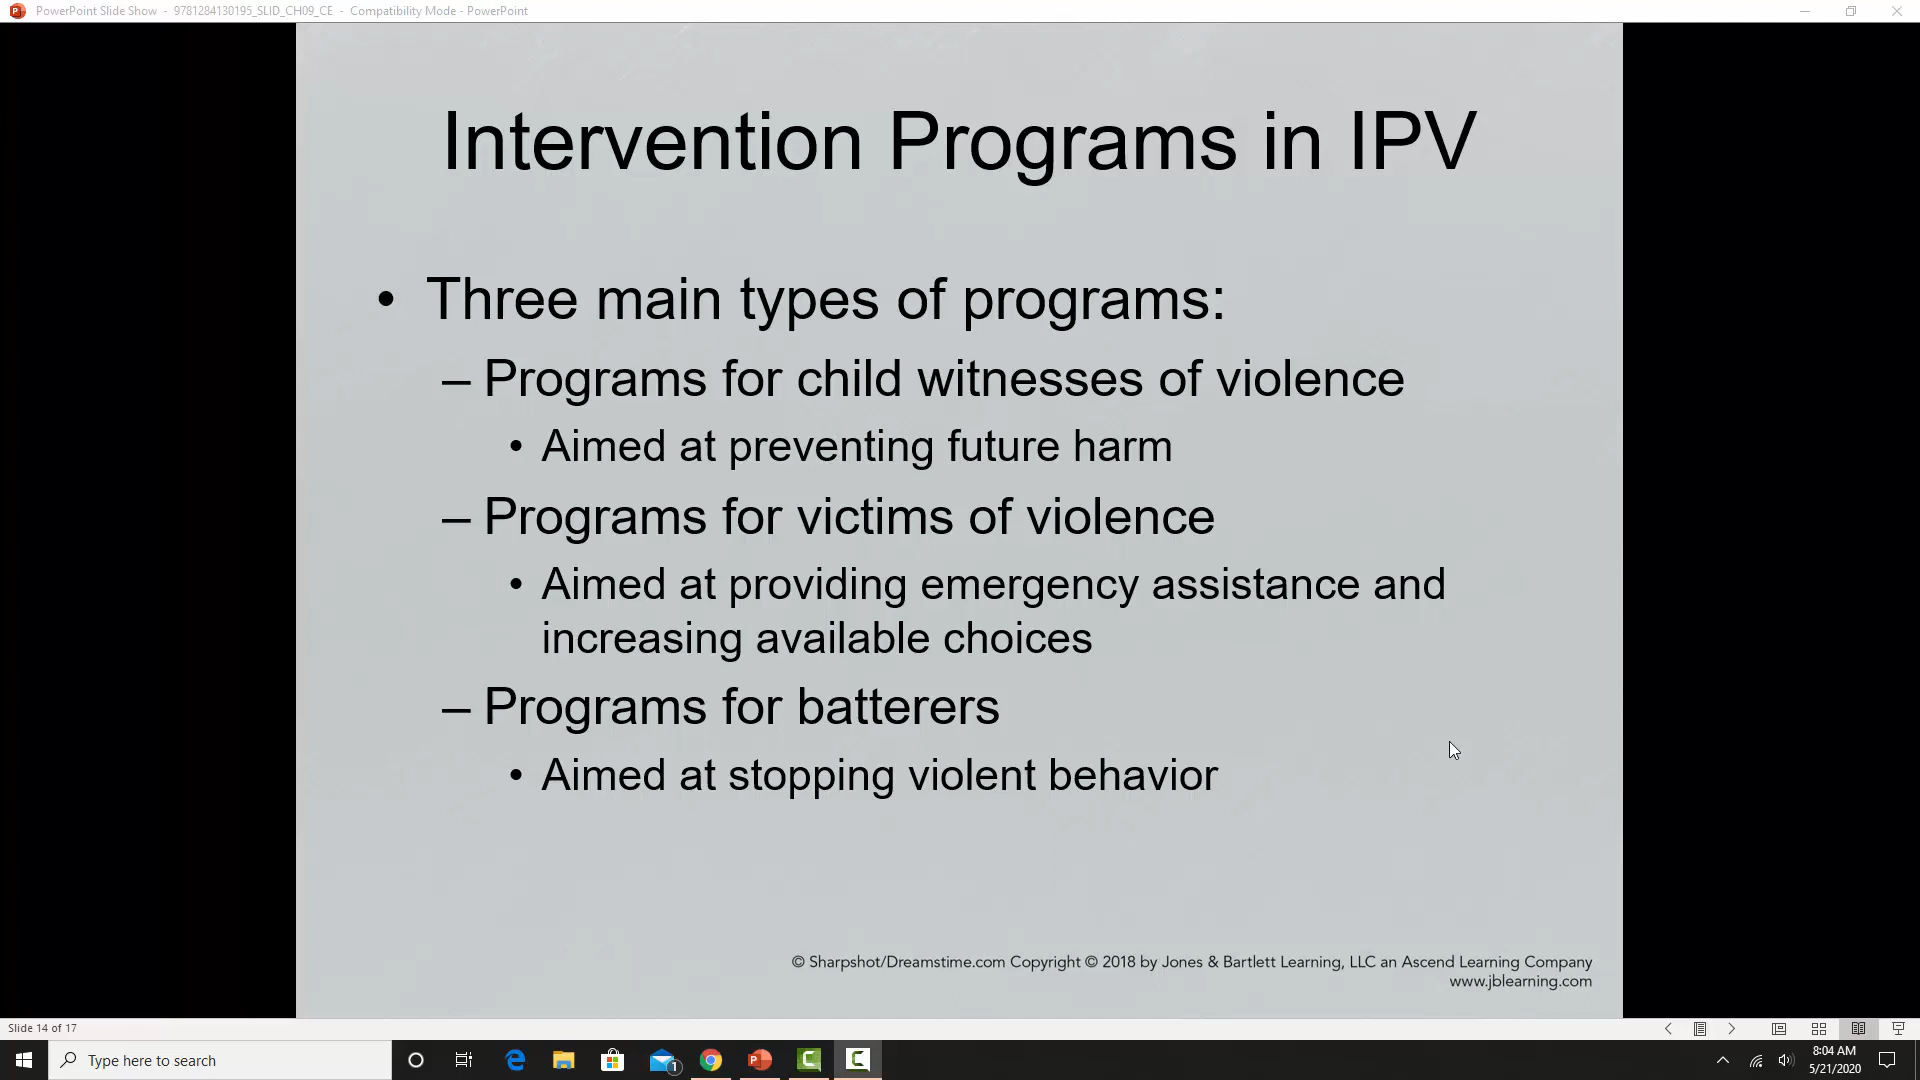 PowerPoint Slide Show - 9781284130195_SLID_CH09_CE - Compatibility Mode - PowerPoint
Intervention Programs in IPV
• Three main types of programs:
– Programs for child witnesses of violence
• Aimed at preventing future harm
– Programs for victims of violence
• Aimed at providing emergency assistance and
increasing available choices
– Programs for batterers
• Aimed at stopping violent behavior
© Sharpshot/Dreamstime.com Copyright © 2018 by Jones & Bartlett Learning, LLC an Ascend Learning Company
www.jblearning.com
Slide 14 of 17
Type here to search
1
8:04 AM
5/21/2020